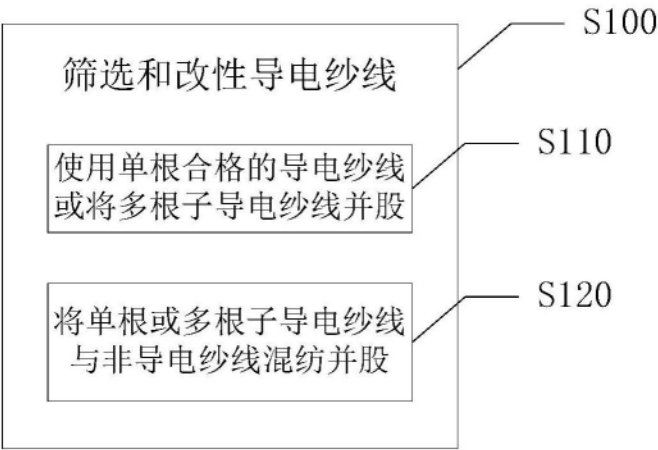 S100
筛选和改性导电纱线
S110
使用单根合格的导电纱线
或将多根子导电纱线并股
S120
将单根或多根子导电纱线
与非导电纱线混纺并股